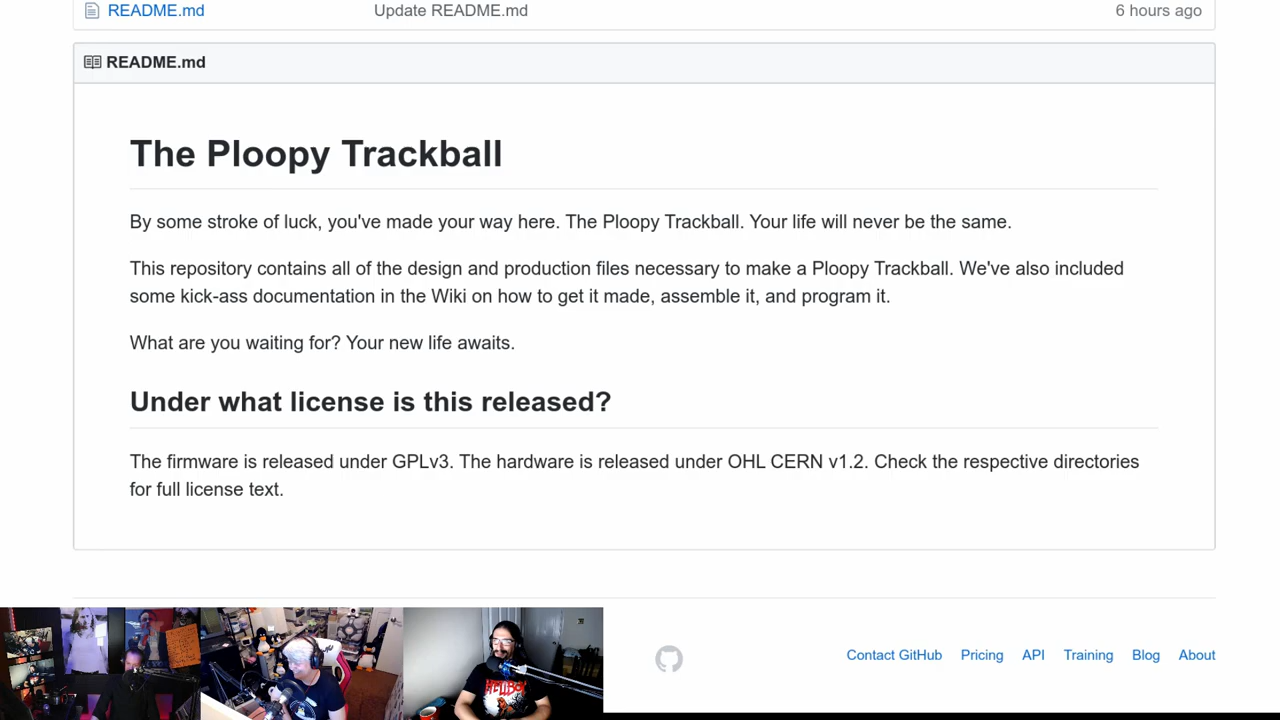 README.md Update README.md 6 hours ago
README.md
The Ploopy Trackball
By some stroke of luck, you've made your way here. The Ploopy Trackball. Your life will never be the same.
This repository contains all of the design and production files necessary to make a Ploopy Trackball. We've also included
some kick-ass documentation in the Wiki on how to get it made, assemble it, and program it.
What are you waiting for? Your new life awaits.
Under what license is this released?
The firmware is released under GPLv3. The hardware is released under OHL CERN v1.2. Check the respective directories
for full license text.
Contact GitHub Pricing API Training Blog About
HELLBOY